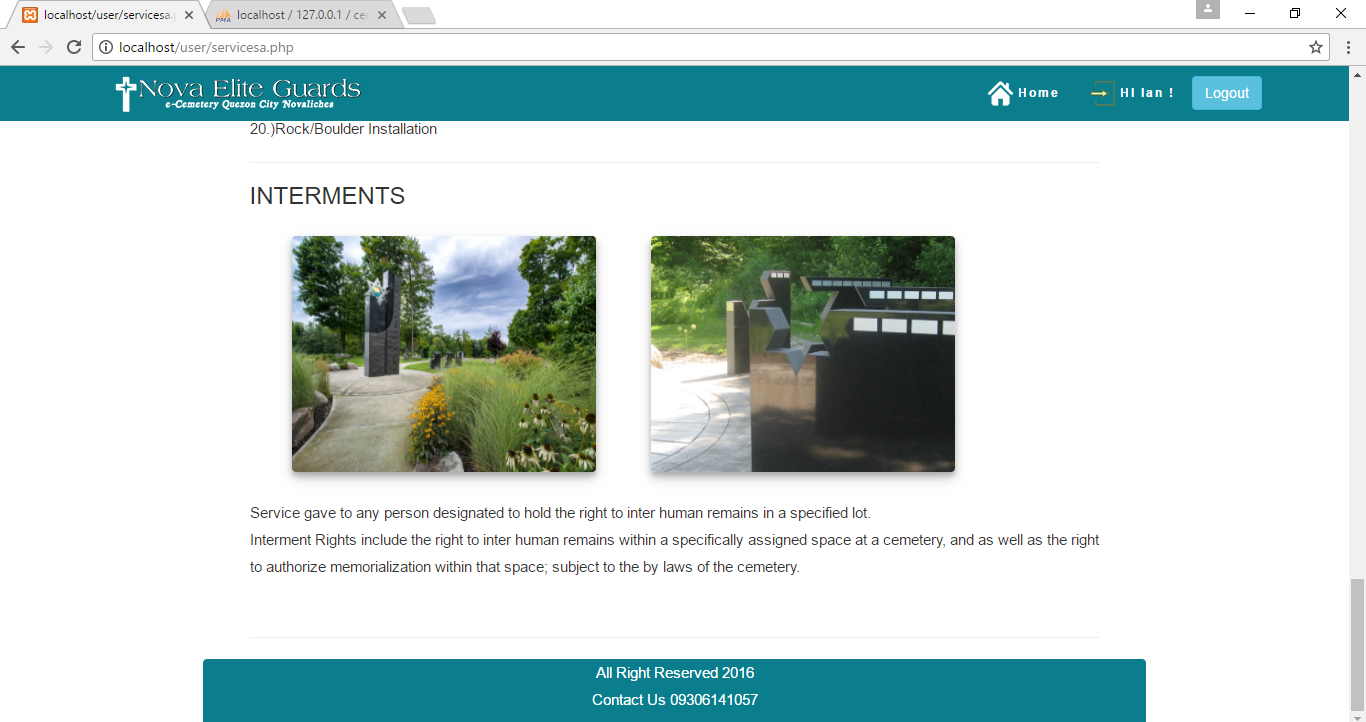 localhost/user/servicesa.p
localhost / 127.0.0.1 / ce
localhost/user/servicesa.php
Nova Elite Guards
e-Cemetery Quezon City Novaliches
Home
HI Ian !
Logout
20.)Rock/Boulder Installation
INTERMENTS
Service gave to any person designated to hold the right to inter human remains in a specified lot.
Interment Rights include the right to inter human remains within a specifically assigned space at a cemetery, and as well as the right
to authorize memorialization within that space; subject to the by laws of the cemetery.
All Right Reserved 2016
Contact Us 09306141057